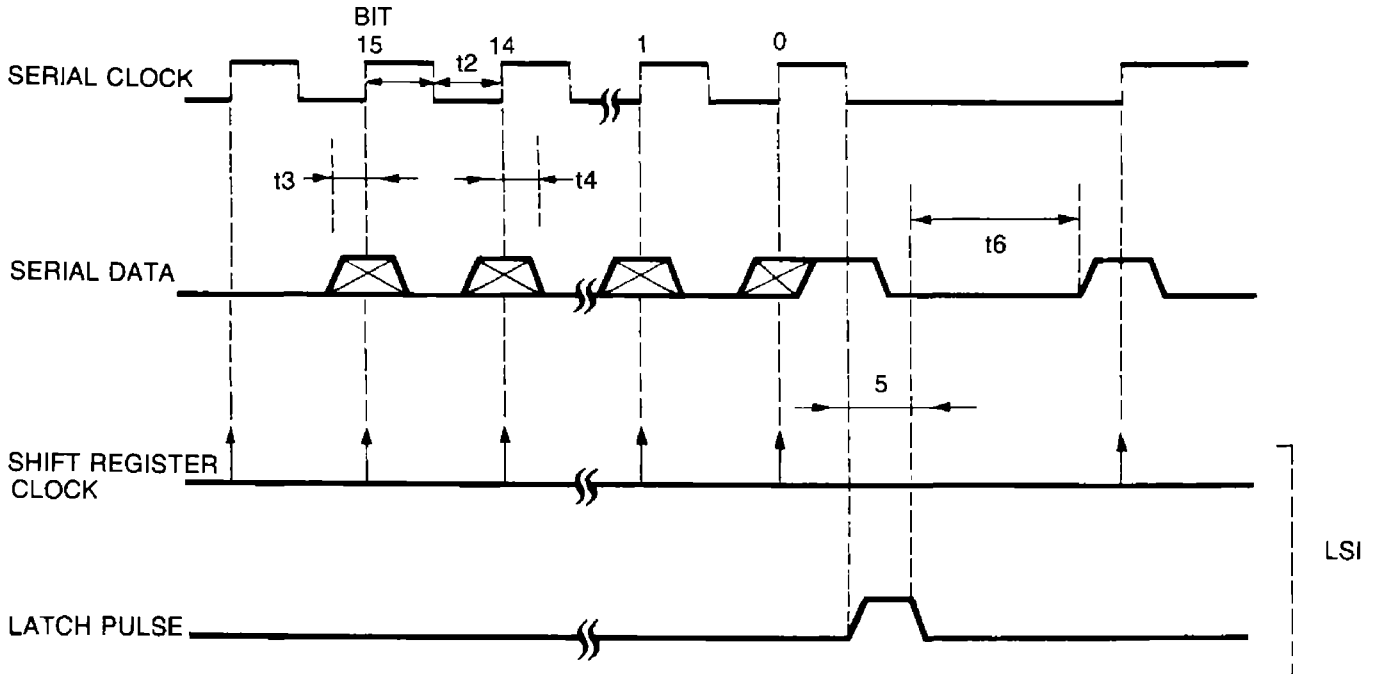 BIT
15
t2
14
1
0
SERIAL CLOCK
t3
t4
t6
SERIAL DATA
5
SHIFT REGISTER
CLOCK
LSI
LATCH PULSE